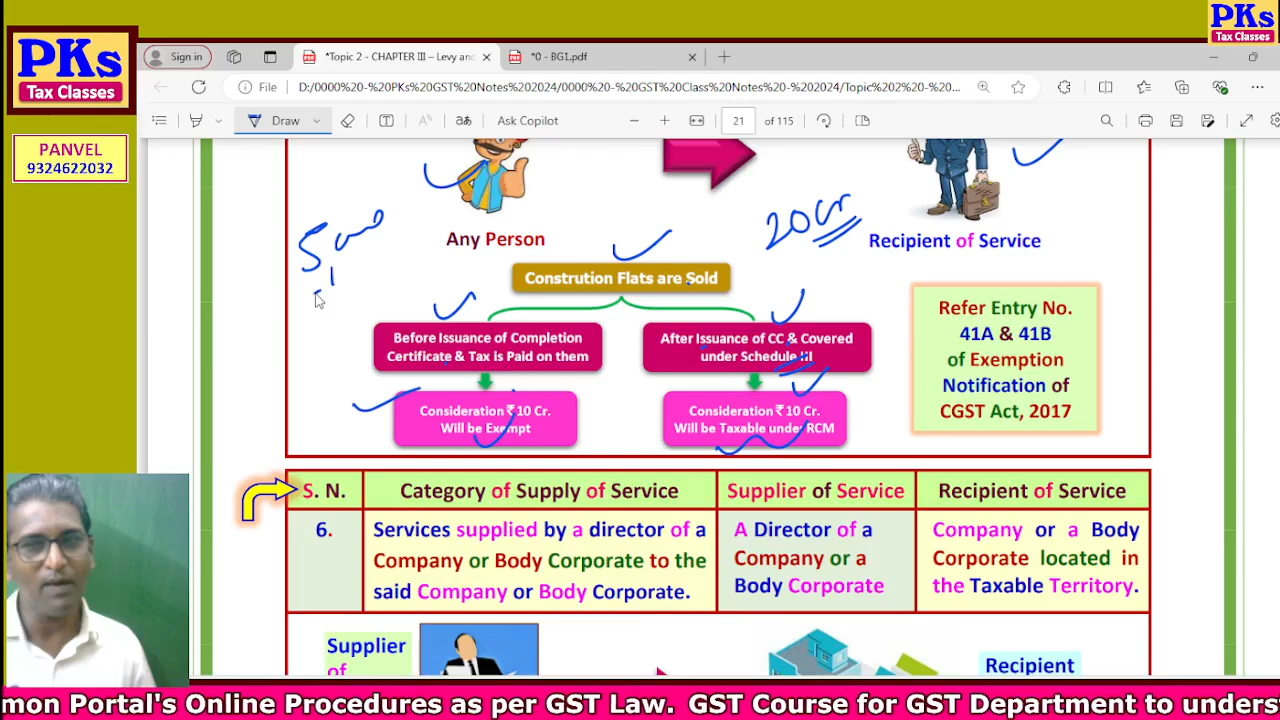 PKs
Tax Classes
PKs
Tax Classes
PANVEL
9324622032
Sign in
*Topic 2 - CHAPTER III – Levy and
*0 - BG1.pdf
File
D:/0000%20-%20PKs%20GST%20Notes%202024/0000%20-%20GST%20Class%20Notes%20-%202024/Topic%202%20-%20...
Draw
Ask Copilot
21
of 115
20 Cr
Any Person
Recipient of Service
Constrution Flats are Sold
Before Issuance of Completion
Certificate & Tax is Paid on them
After Issuance of CC & Covered
under Schedule III
Consideration ₹ 10 Cr.
Will be Exempt
Consideration ₹ 10 Cr.
Will be Taxable under RCM
Refer Entry No.
41A & 41B
of Exemption
Notification of
CGST Act, 2017
S. N.
Category of Supply of Service
Supplier of Service
Recipient of Service
6.
Services supplied by a director of a
Company or Body Corporate to the
said Company or Body Corporate.
A Director of a
Company or a
Body Corporate
Company or a Body
Corporate located in
the Taxable Territory.
Supplier
of
Recipient
mon Portal's Online Procedures as per GST Law. GST Course for GST Department to unders